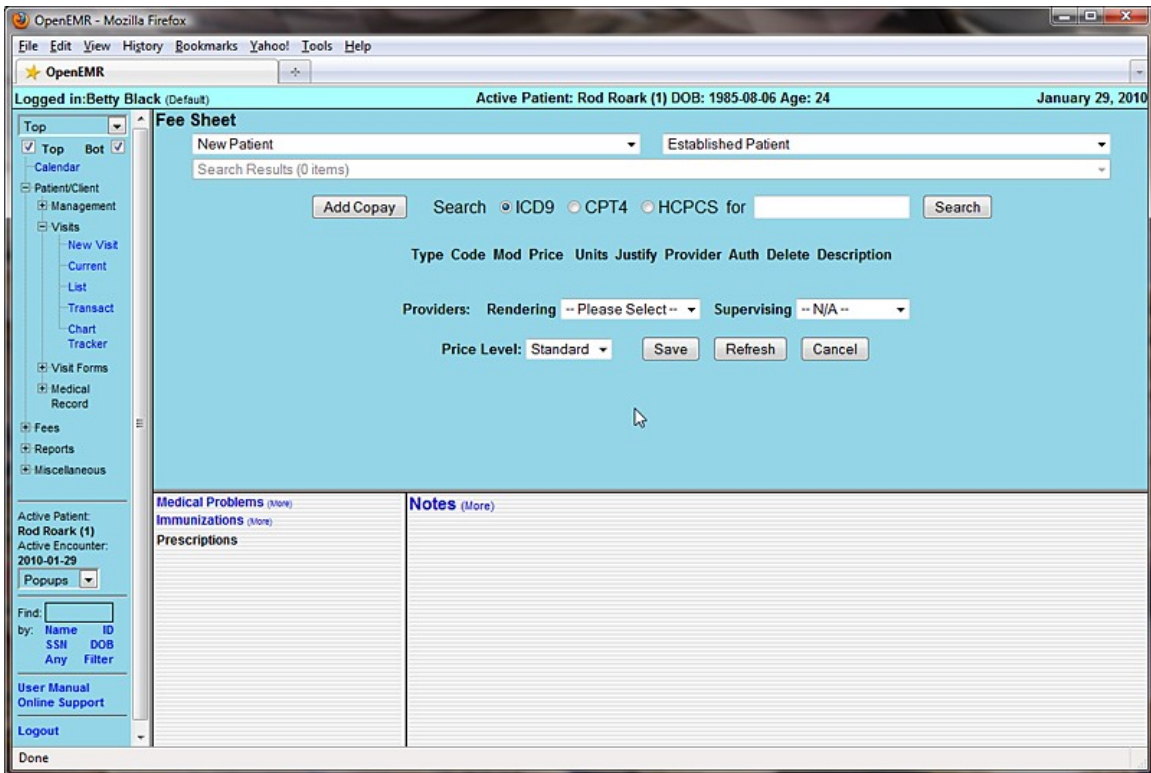 OpenEMR - Mozilla Firefox
File Edit View History Bookmarks Yahoo! Tools Help
OpenEMR
Logged in:Betty Black (Default)
Active Patient: Rod Roark (1) DOB: 1985-08-06 Age: 24
January 29, 2010
Top
Top Bot
Calendar
Patient/Client
Management
Visits
New Visit
Current
List
Transact
Chart
Tracker
Visit Forms
Medical
Record
Fees
Reports
Miscellaneous
Active Patient:
Rod Roark (1)
Active Encounter:
2010-01-29
Popups
Find:
by: Name ID
SSN DOB
Any Filter
User Manual
Online Support
Logout
Fee Sheet
New Patient Established Patient
Search Results (0 items)
Add Copay Search ICD9 CPT4 HCPCS for Search
Type Code Mod Price Units Justify Provider Auth Delete Description
Providers: Rendering -- Please Select -- Supervising -- N/A --
Price Level: Standard Save Refresh Cancel
Medical Problems (More)
Immunizations (More)
Prescriptions
Notes (More)
Done